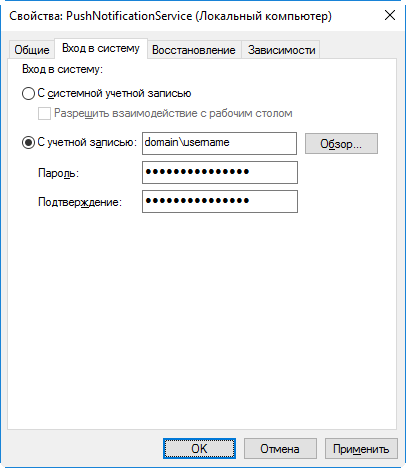 Свойства: PushNotificationService (Локальный компьютер)
Общие Вход в систему Восстановление Зависимости
Вход в систему:
С системной учетной записью
Разрешить взаимодействие с рабочим столом
С учетной записью: domain\username Обзор...
Пароль: ●●●●●●●●●●●●●●●
Подтверждение: ●●●●●●●●●●●●●●●
OK Отмена Применить